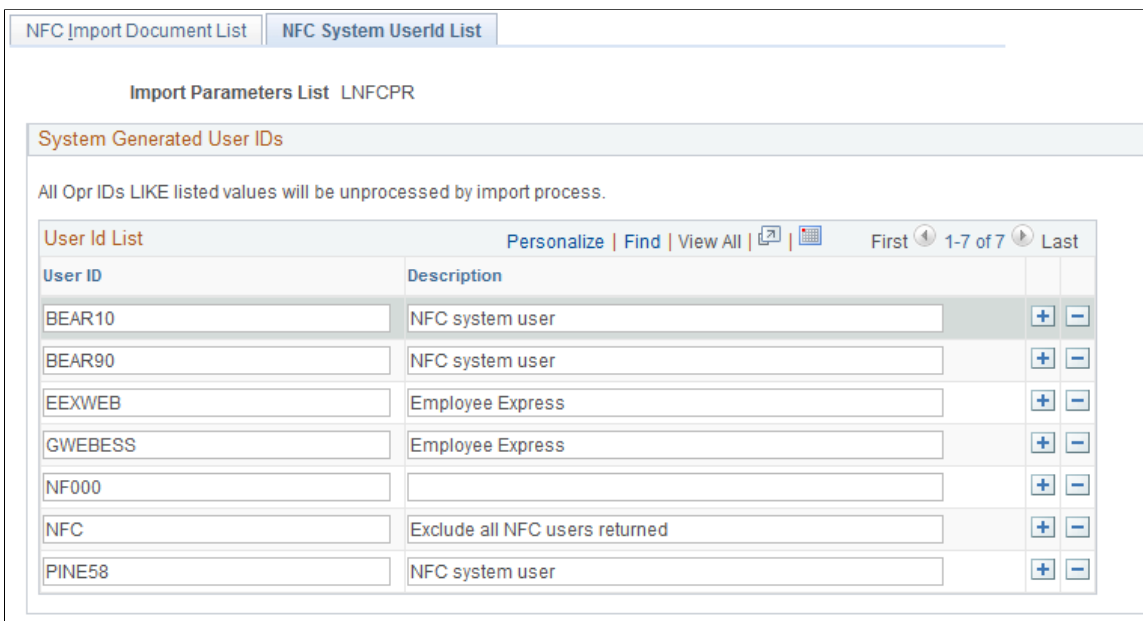 NFC Import Document List NFC System UserId List
Import Parameters List LNFCPR
System Generated User IDs
All Opr IDs LIKE listed values will be unprocessed by import process.
User Id List Personalize | Find | View All | | First 1-7 of 7 Last
User ID Description
BEAR10 NFC system user
BEAR90 NFC system user
EEXWEB Employee Express
GWEBESS Employee Express
NF000
NFC Exclude all NFC users returned
PINE58 NFC system user